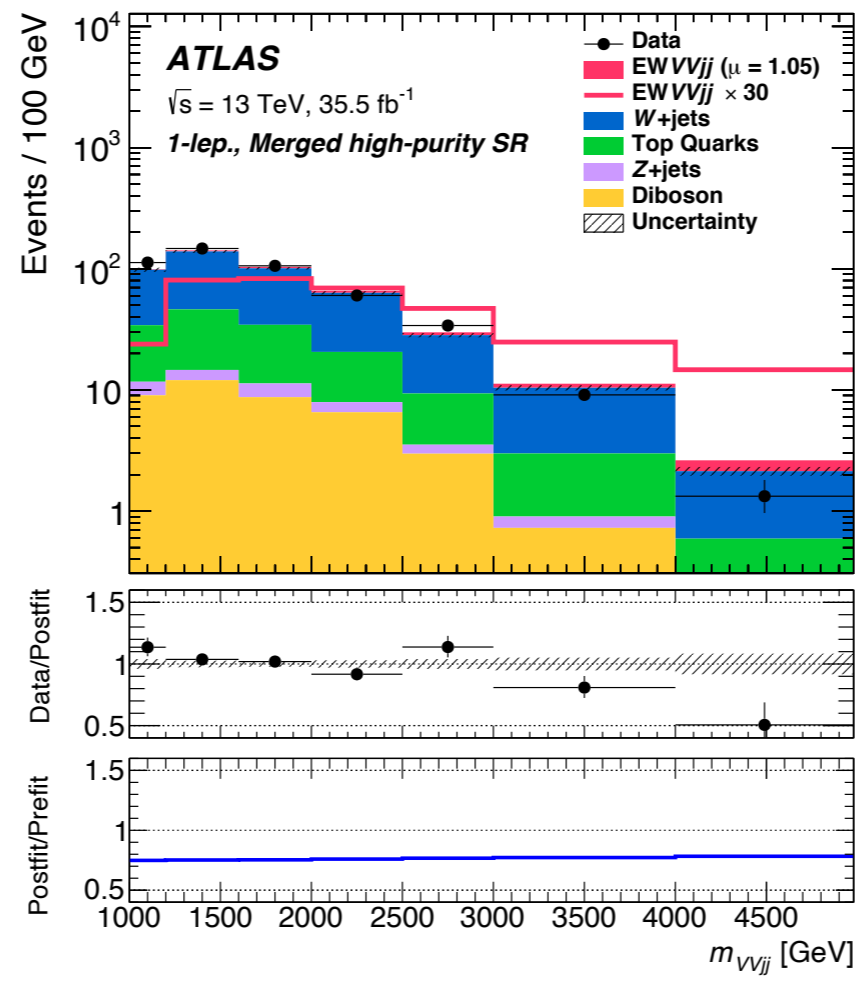 10⁴
ATLAS
√s = 13 TeV, 35.5 fb⁻¹
1-lep., Merged high-purity SR
Data
EW VVjj (μ = 1.05)
EW VVjj × 30
W+jets
Top Quarks
Z+jets
Diboson
Uncertainty
Events / 100 GeV
10³
10²
10
1
Data/Postfit
1.5
1
0.5
Postfit/Prefit
1.5
1
0.5
1000 1500 2000 2500 3000 3500 4000 4500
m_VVjj [GeV]